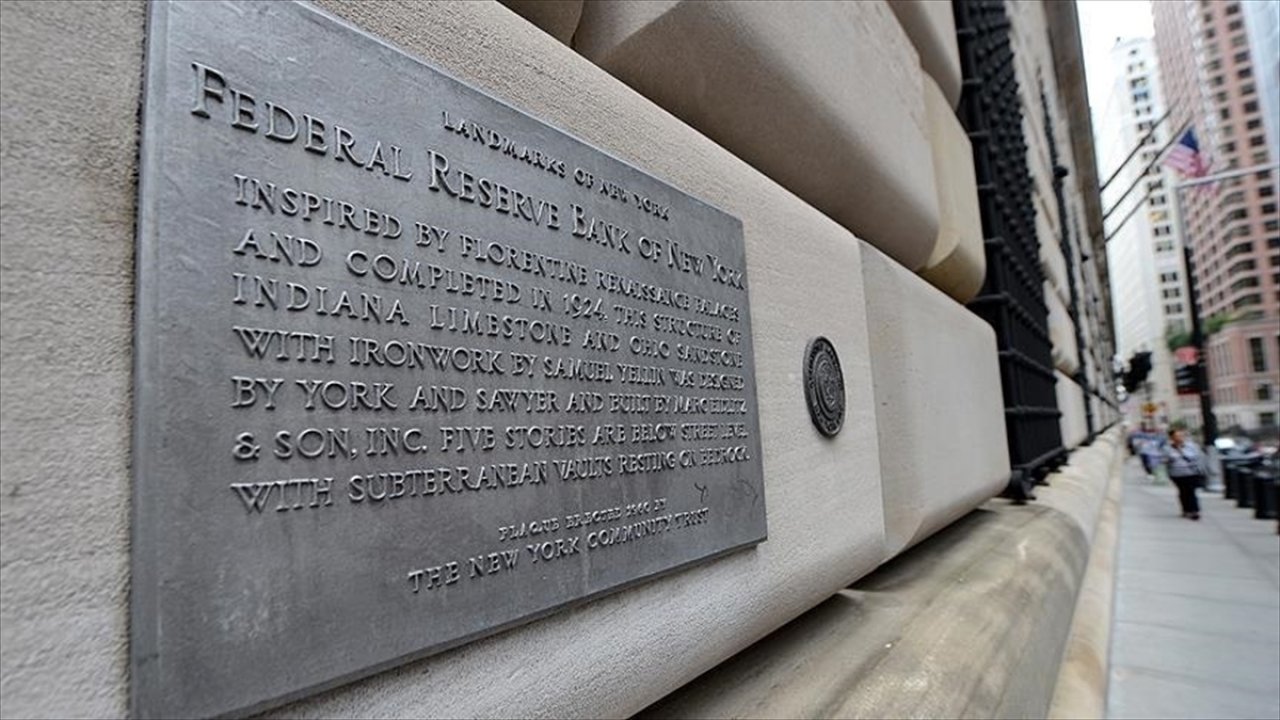 LANDMARKS OF NEW YORK
FEDERAL RESERVE BANK OF NEW YORK
INSPIRED BY FLORENTINE RENAISSANCE PALACES
AND COMPLETED IN 1924, THIS STRUCTURE OF
INDIANA LIMESTONE AND OHIO SANDSTONE
WITH IRONWORK BY SAMUEL YELLIN WAS DESIGNED
BY YORK AND SAWYER AND BUILT BY MARC EIDLITZ
& SON, INC. FIVE STORIES ARE BELOW STREET LEVEL
WITH SUBTERRANEAN VAULTS RESTING ON BEDROCK.
PLAQUE ERECTED BY
THE NEW YORK COMMUNITY TRUST